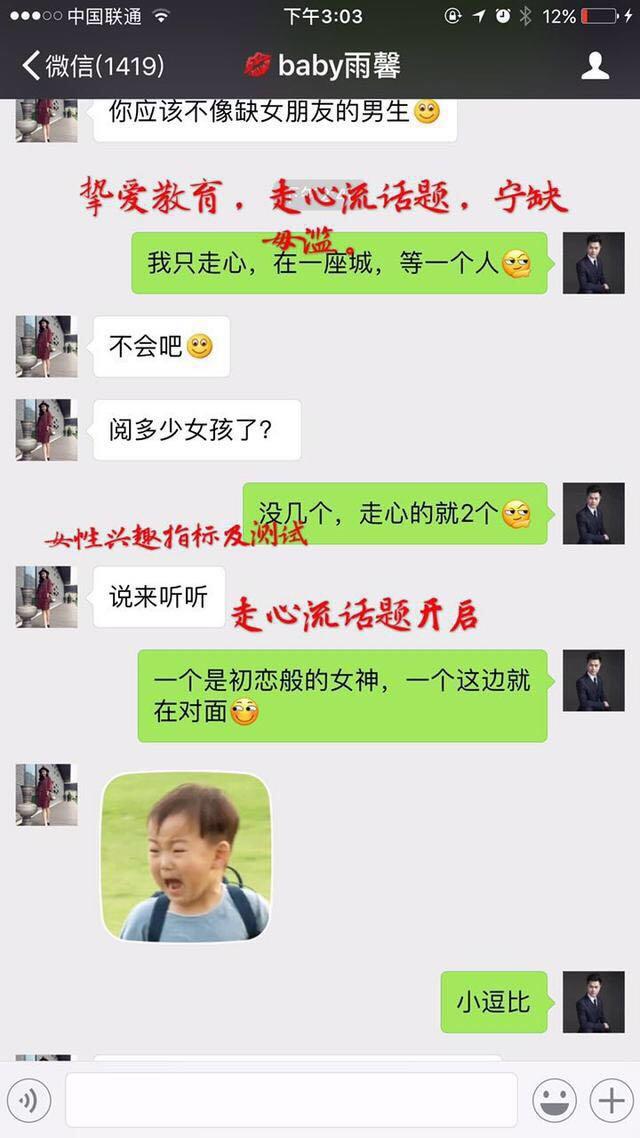 中国联通
下午3:03
12%
微信(1419)
💋baby雨馨
你应该不像缺女朋友的男生
挚爱教育，走心流话题，宁缺
毋滥。
我只走心，在一座城，等一个人
不会吧
阅多少女孩了？
没几个，走心的就2个
女性兴趣指标及测试
说来听听
走心流话题开启
一个是初恋般的女神，一个这边就
在对面
小逗比